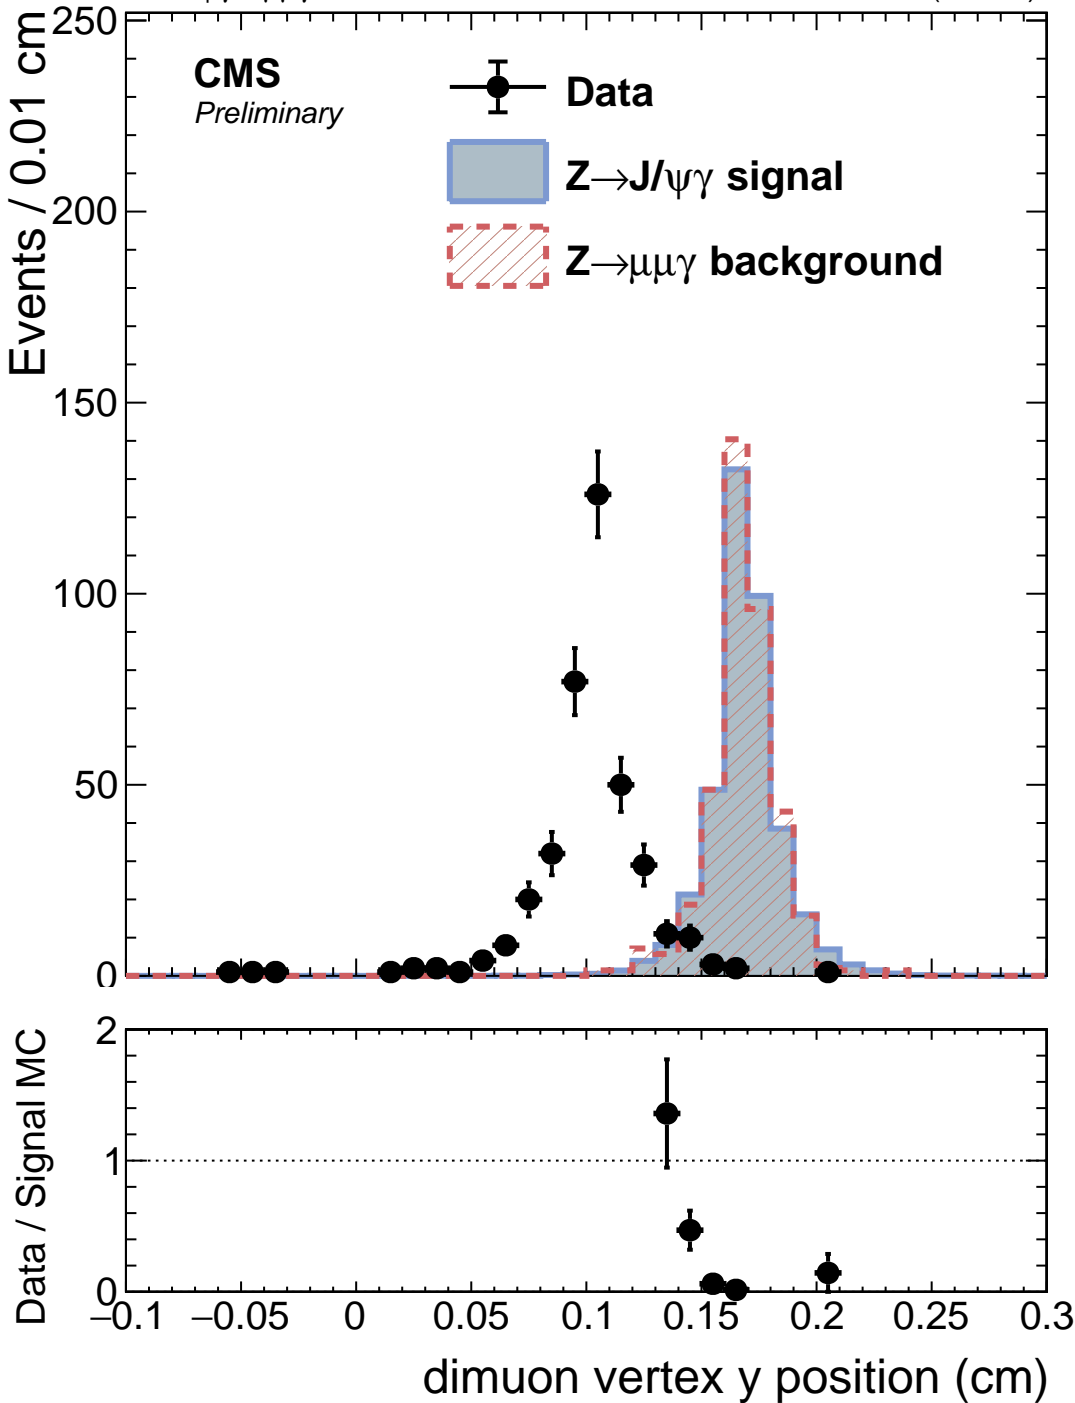 Events / 0.01 cm
250
200
150
100
50
0
CMS
Preliminary
Data
Z→J/ψγ signal
Z→μμγ background
Data / Signal MC
2
1
0
−0.1 −0.05 0 0.05 0.1 0.15 0.2 0.25 0.3
dimuon vertex y position (cm)